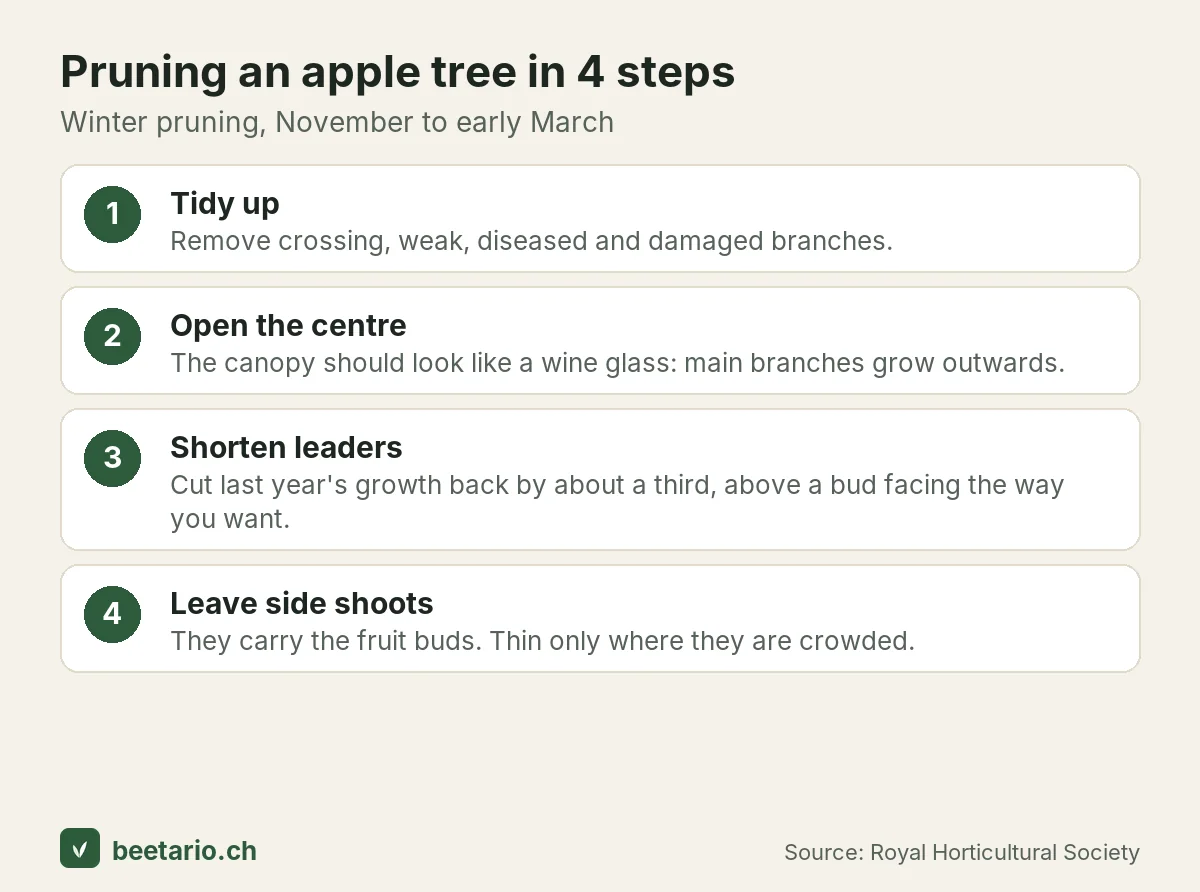 Pruning an apple tree in 4 steps
Winter pruning, November to early March
1
Tidy up
Remove crossing, weak, diseased and damaged branches.
2
Open the centre
The canopy should look like a wine glass: main branches grow outwards.
3
Shorten leaders
Cut last year's growth back by about a third, above a bud facing the way
you want.
4
Leave side shoots
They carry the fruit buds. Thin only where they are crowded.
beetario.ch
Source: Royal Horticultural Society